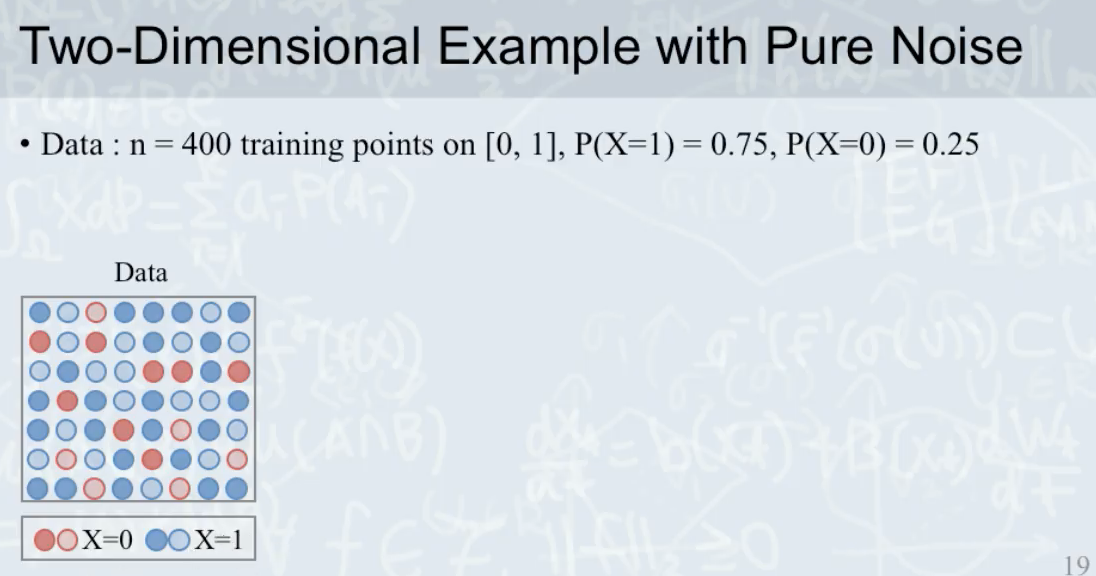 Two-Dimensional Example with Pure Noise
• Data : n = 400 training points on [0, 1], P(X=1) = 0.75, P(X=0) = 0.25
Data
X=0 X=1
19